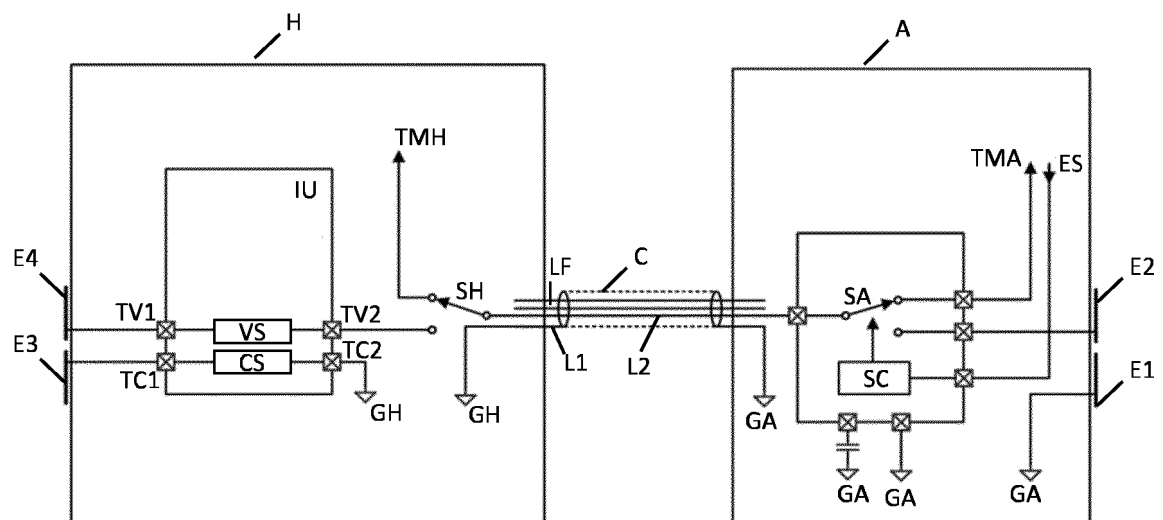 H
A
TMH
TMA
ES
IU
E4
LF
C
E2
SH
SA
TV1
VS
TV2
E3
TC1
CS
TC2
L1
L2
SC
E1
GH
GH
GA
GA
GA
GA